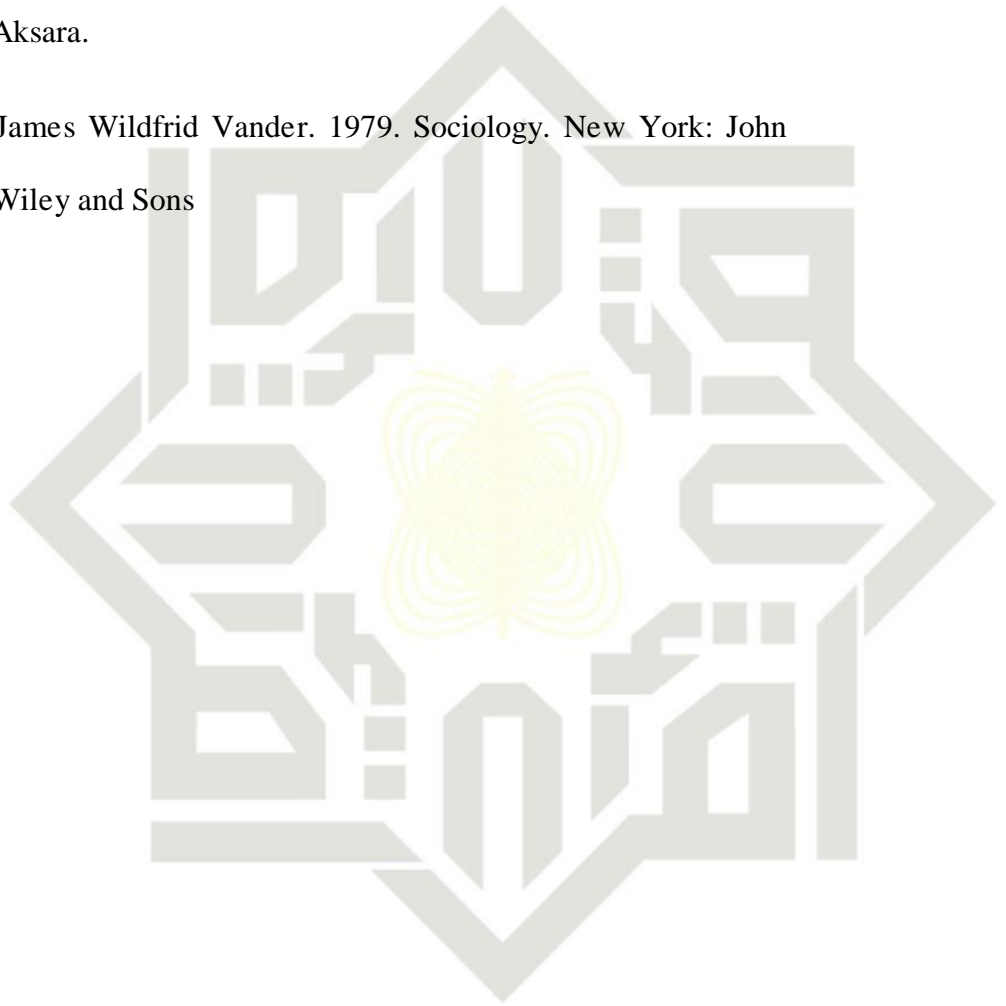 Aksara.
James Wildfrid Vander. 1979. Sociology. New York: John
Wiley and Sons